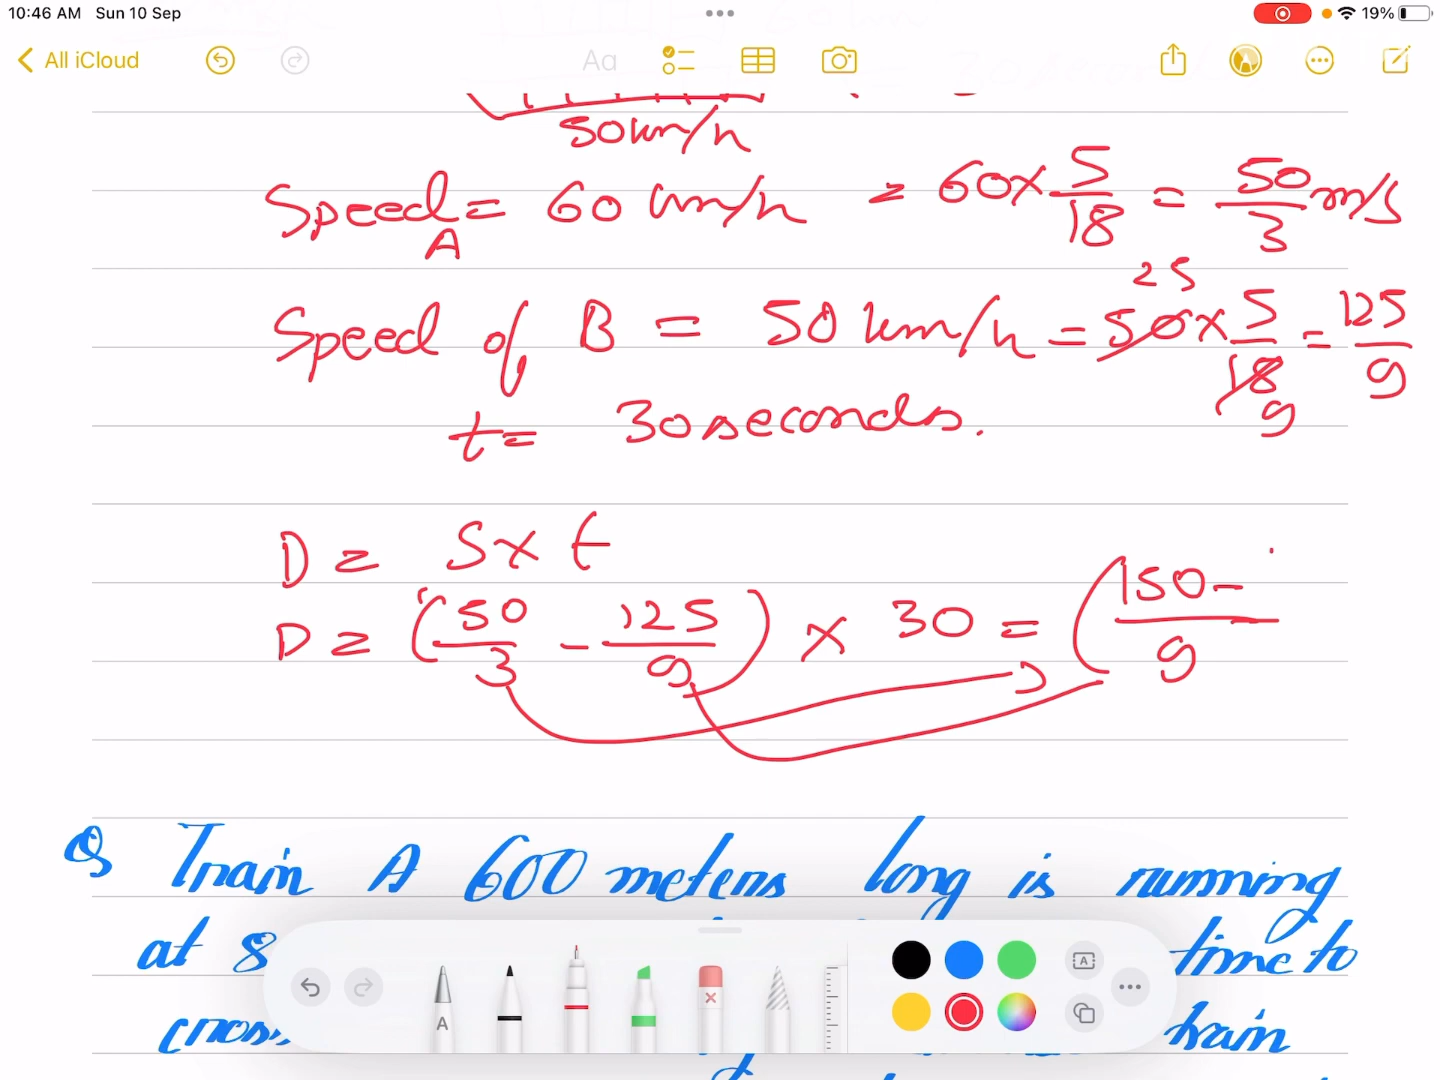 10:46 AM Sun 10 Sep 19%
All iCloud Aa
50km/h
Speed A = 60 km/h = 60 × 5/18 = 50/3 m/s
25
Speed of B = 50 km/h = 50 × 5/18 = 125/9
9
t = 30 seconds.
D = S × t
D = (50/3 - 125/9) × 30 = (150 - /9
Q Train A 600 meters long is running
at 8 time to
cross train
A A